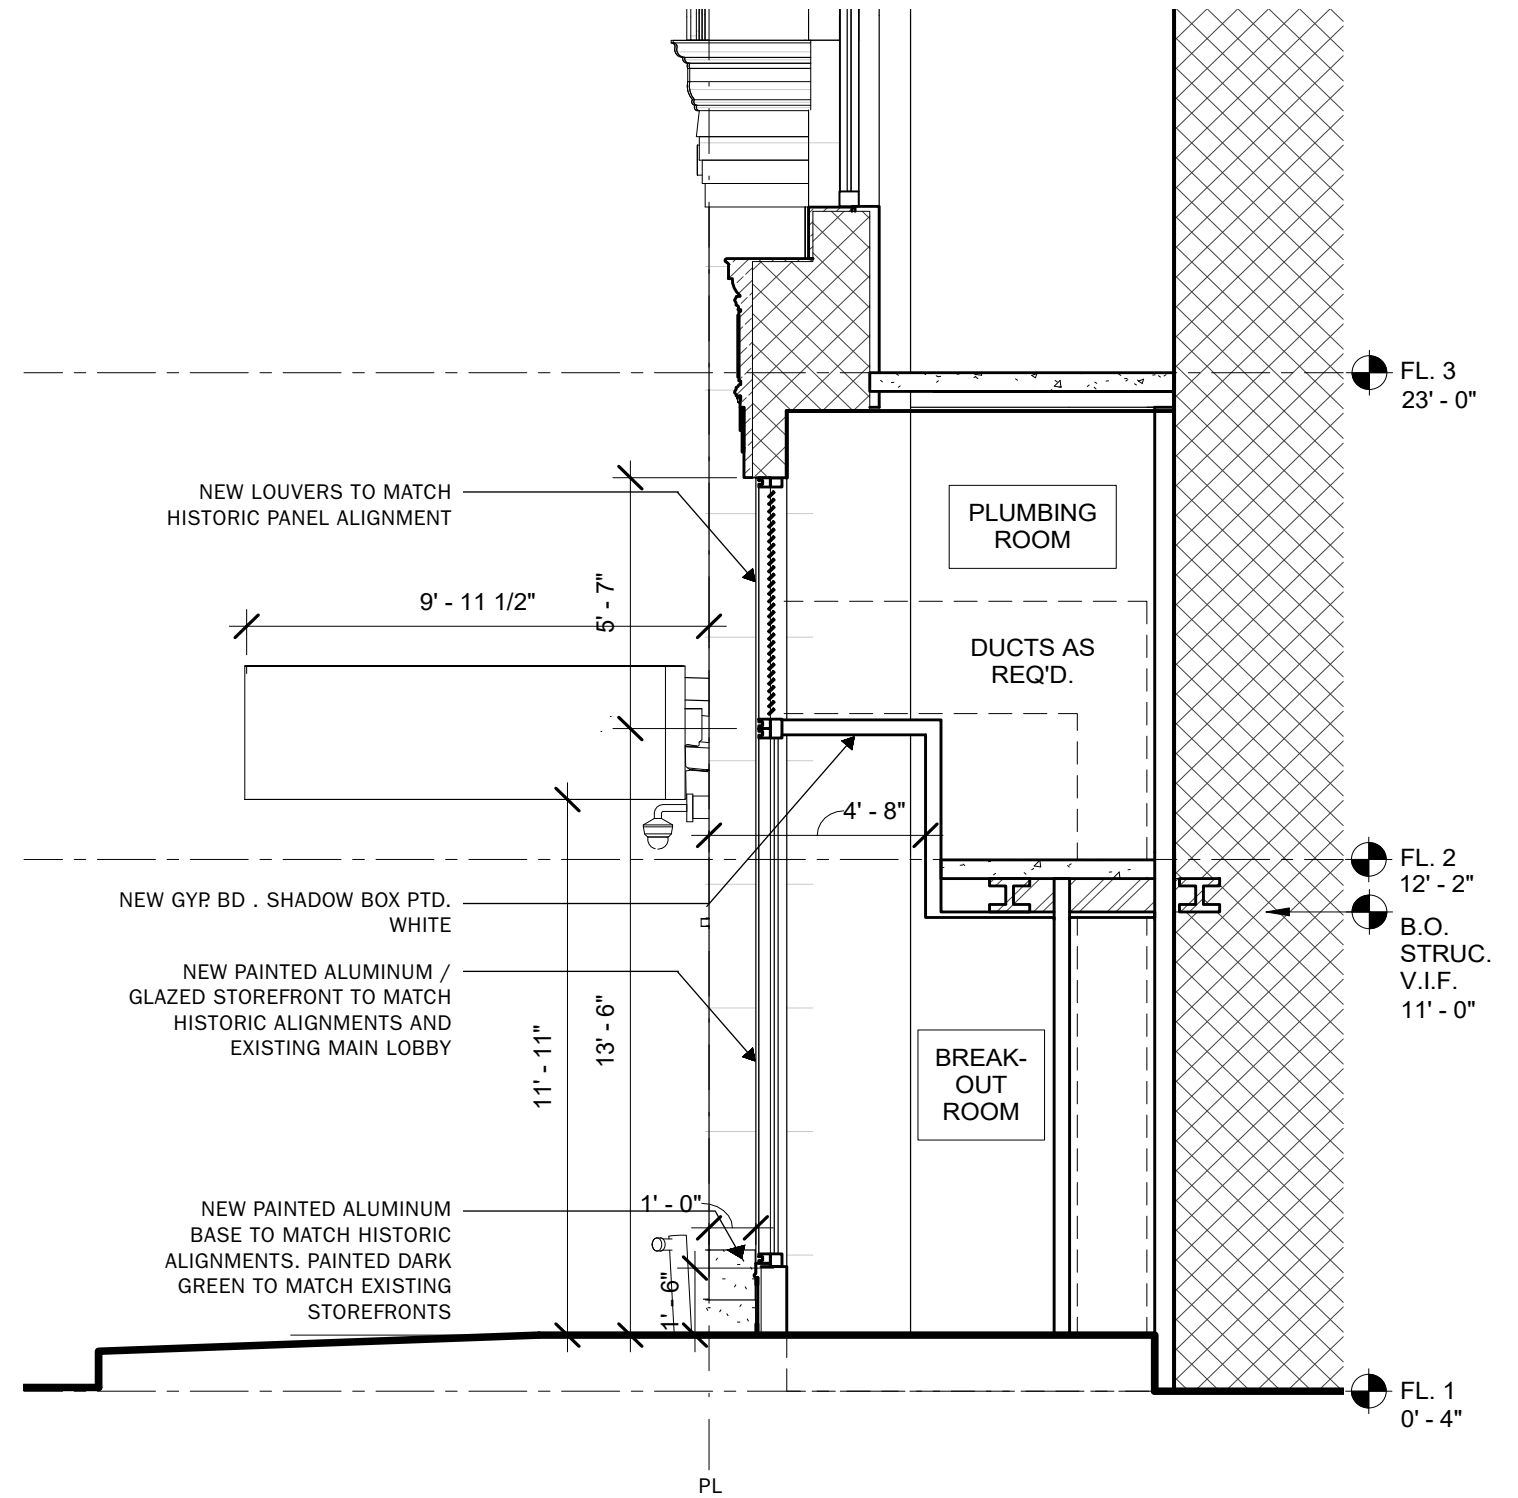 FL. 3
23' - 0"
NEW LOUVERS TO MATCH
HISTORIC PANEL ALIGNMENT
PLUMBING
ROOM
9' - 11 1/2"
5' - 7"
DUCTS AS
REQ'D.
4' - 8"
FL. 2
12' - 2"
NEW GYP. BD . SHADOW BOX PTD.
WHITE
B.O.
STRUC.
V.I.F.
11' - 0"
NEW PAINTED ALUMINUM /
GLAZED STOREFRONT TO MATCH
HISTORIC ALIGNMENTS AND
EXISTING MAIN LOBBY
11' - 11"
13' - 6"
BREAK-
OUT
ROOM
NEW PAINTED ALUMINUM
BASE TO MATCH HISTORIC
ALIGNMENTS. PAINTED DARK
GREEN TO MATCH EXISTING
STOREFRONTS
1' - 0"
1' - 6"
FL. 1
0' - 4"
PL